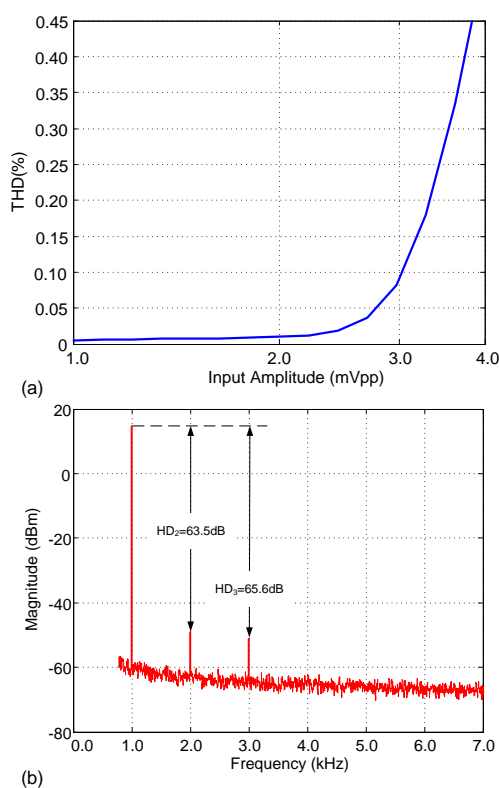 0.45
0.40
0.35
0.30
0.25
0.20
0.15
0.10
0.05
0
THD(%)
1.0 2.0 3.0 4.0
Input Amplitude (mVpp)
(a)
20
0
-20
-40
-60
-80
Magnitude (dBm)
HD₂=63.5dB
HD₃=65.6dB
0.0 1.0 2.0 3.0 4.0 5.0 6.0 7.0
Frequency (kHz)
(b)